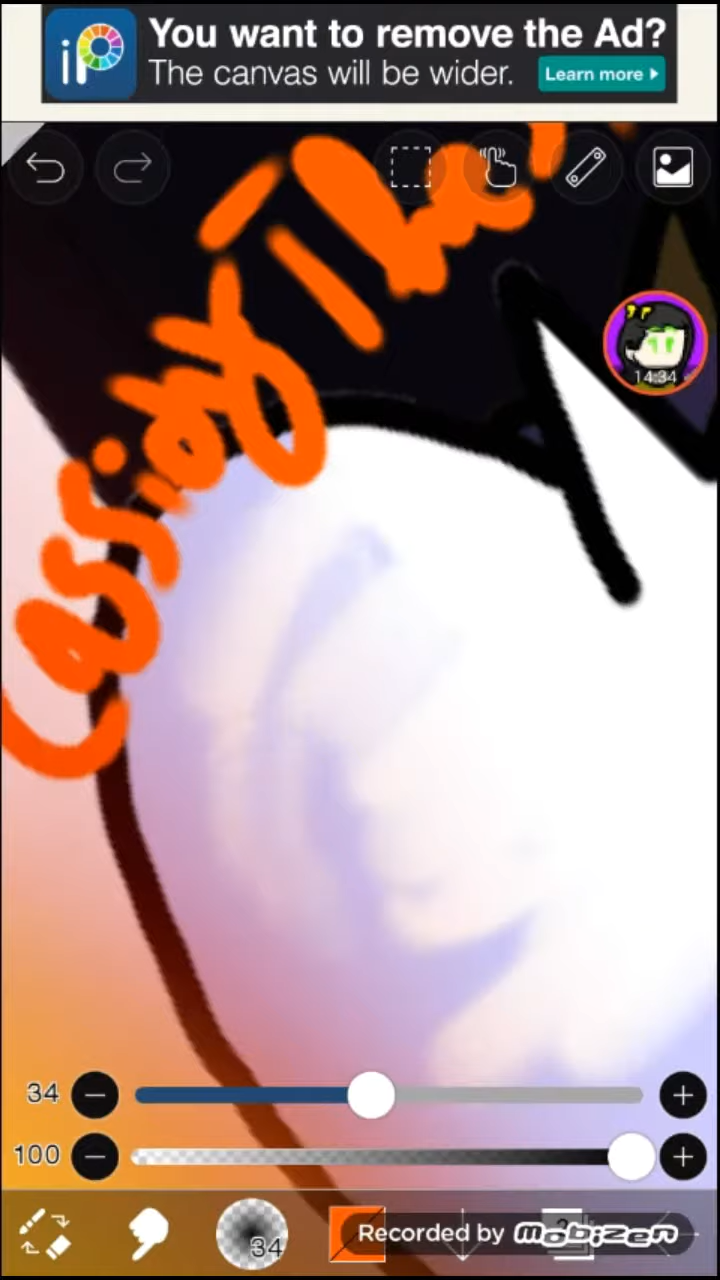 You want to remove the Ad?
The canvas will be wider.
Learn more
iP
14:34
34
100
34
Recorded by Mobizen